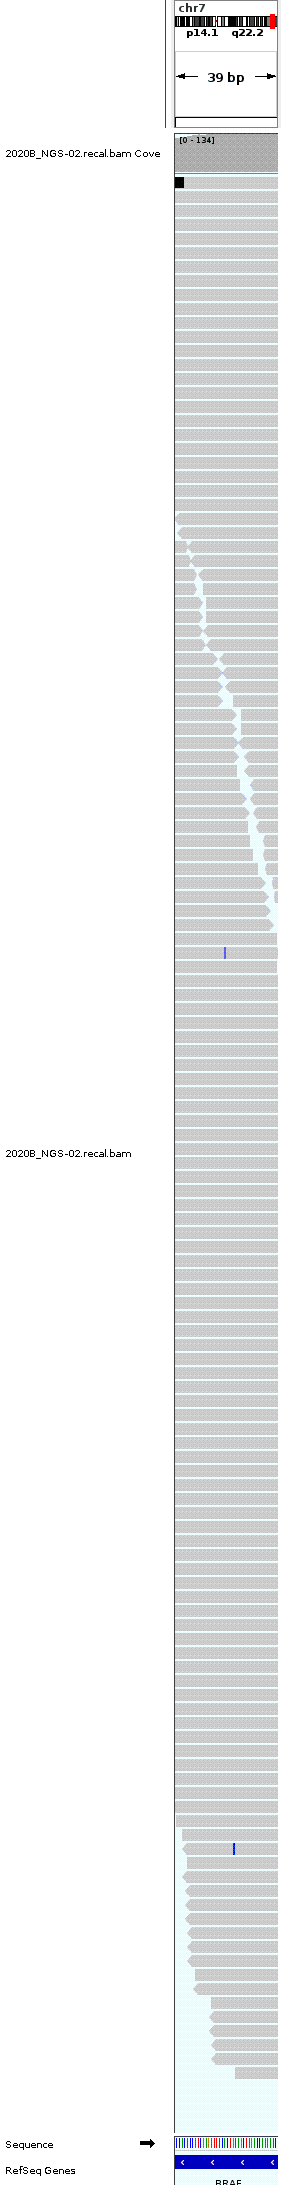 chr7
p14.1 q22.2
39 bp
[0 - 134]
2020B_NGS-02.recal.bam Cove
2020B_NGS-02.recal.bam
Sequence
RefSeq Genes
BRAF